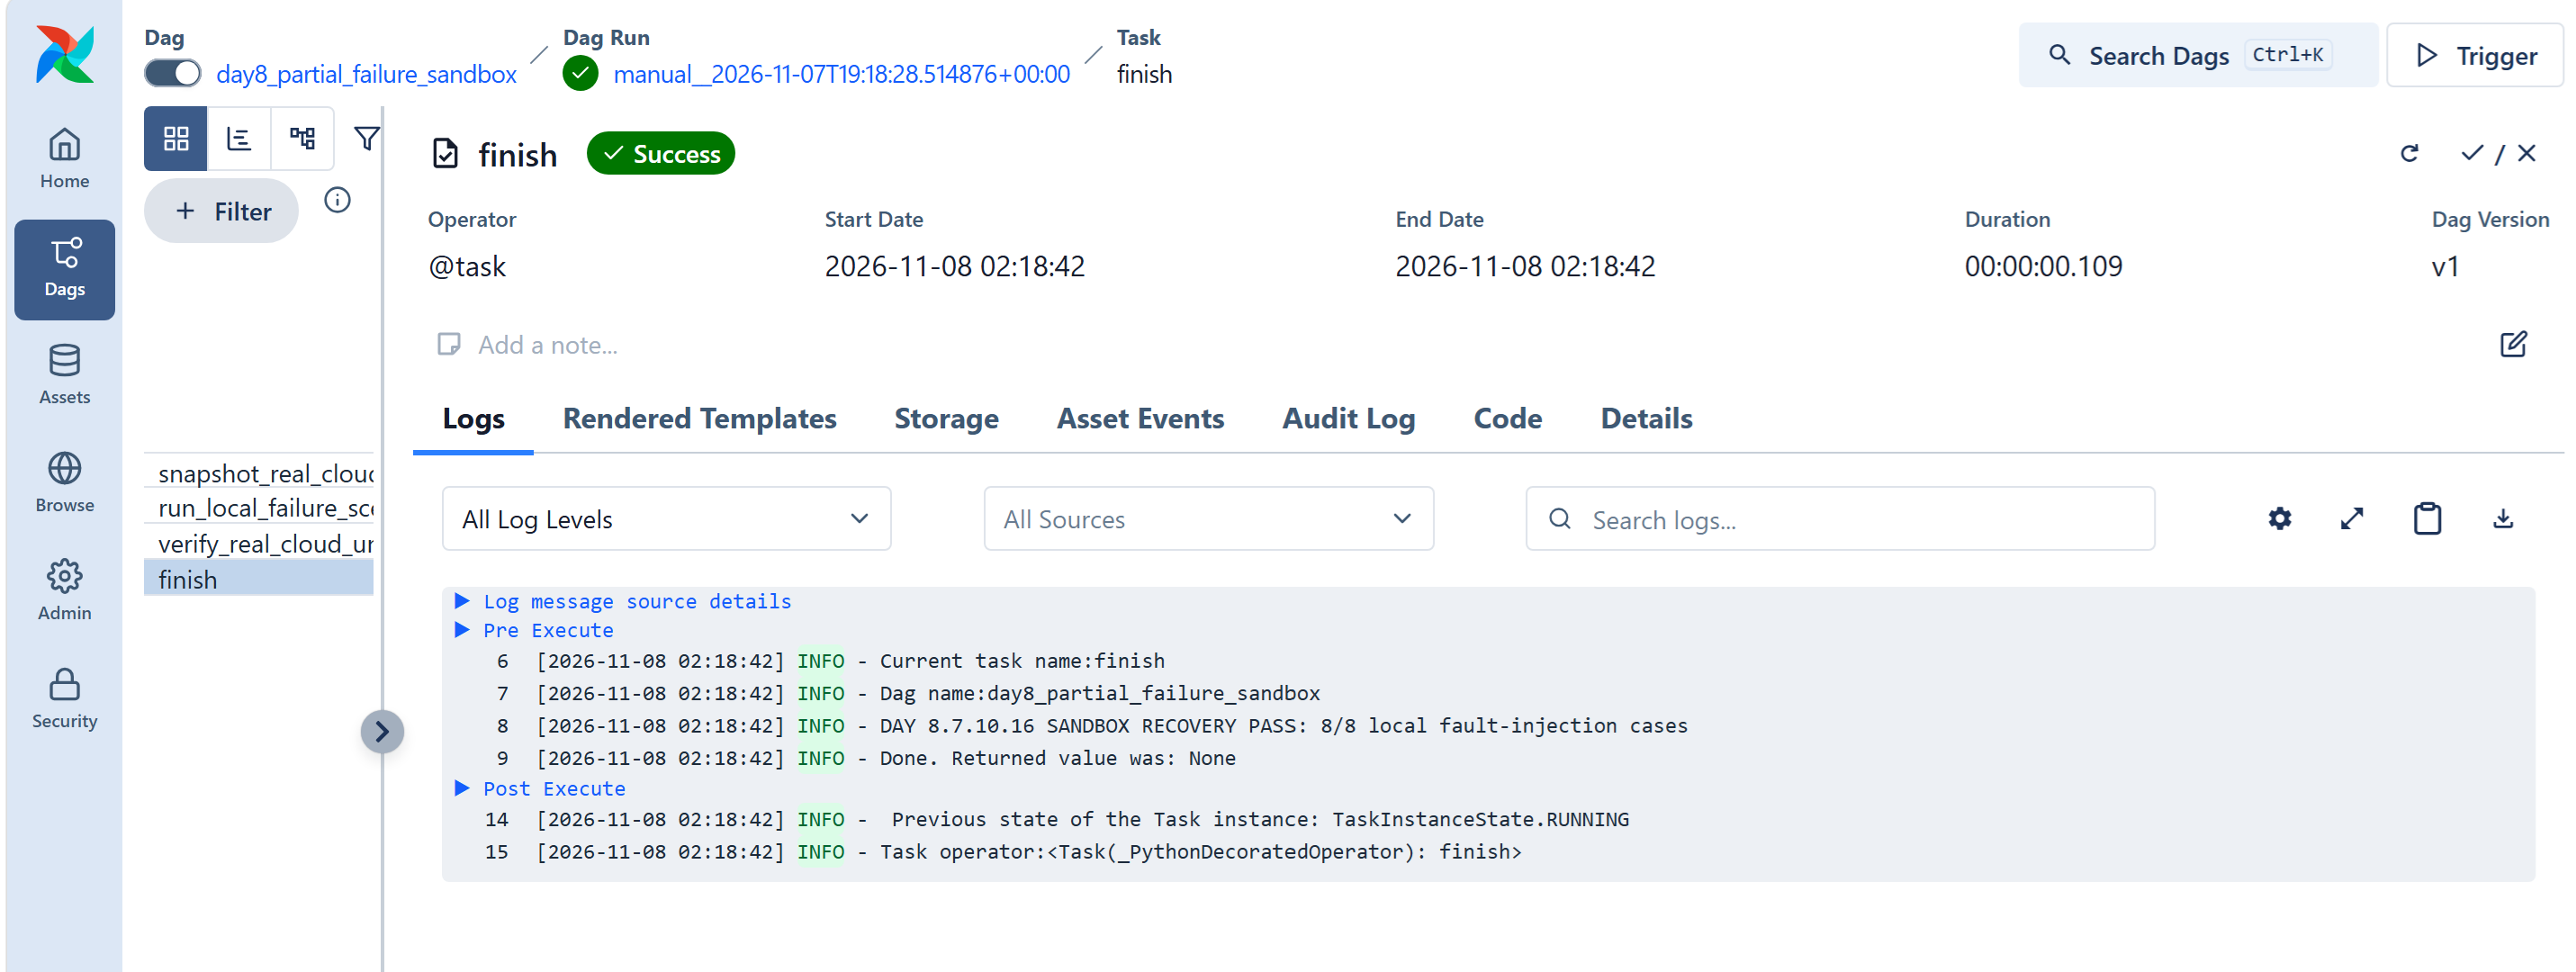 Dag
day8_partial_failure_sandbox
Dag Run
manual__2026-11-07T19:18:28.514876+00:00
Task
finish
Search Dags Ctrl+K
Trigger
Home
Dags
Assets
Browse
Admin
Security
Filter
snapshot_real_cloud
run_local_failure_sce
verify_real_cloud_un
finish
finish
Success
Operator
@task
Start Date
2026-11-08 02:18:42
End Date
2026-11-08 02:18:42
Duration
00:00:00.109
Dag Version
v1
Add a note...
Logs Rendered Templates Storage Asset Events Audit Log Code Details
All Log Levels
All Sources
Search logs...
Log message source details
Pre Execute
6 [2026-11-08 02:18:42] INFO - Current task name:finish
7 [2026-11-08 02:18:42] INFO - Dag name:day8_partial_failure_sandbox
8 [2026-11-08 02:18:42] INFO - DAY 8.7.10.16 SANDBOX RECOVERY PASS: 8/8 local fault-injection cases
9 [2026-11-08 02:18:42] INFO - Done. Returned value was: None
Post Execute
14 [2026-11-08 02:18:42] INFO -  Previous state of the Task instance: TaskInstanceState.RUNNING
15 [2026-11-08 02:18:42] INFO - Task operator:<Task(_PythonDecoratedOperator): finish>